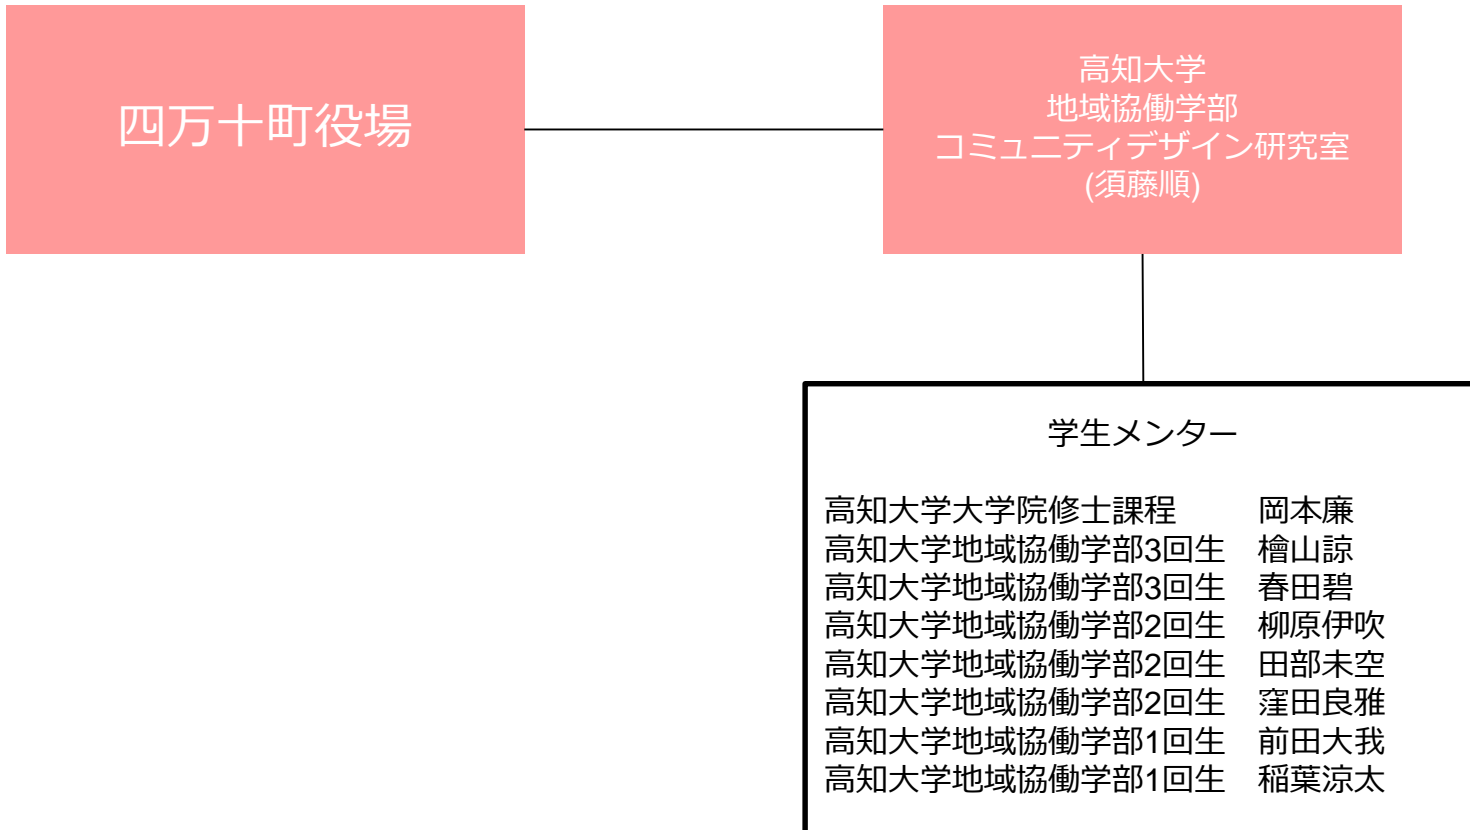 四万十町役場
高知大学
地域協働学部
コミュニティデザイン研究室
(須藤順)
学生メンター
高知大学大学院修士課程　岡本廉
高知大学地域協働学部3回生　檜山諒
高知大学地域協働学部3回生　春田碧
高知大学地域協働学部2回生　柳原伊吹
高知大学地域協働学部2回生　田部未空
高知大学地域協働学部2回生　窪田良雅
高知大学地域協働学部1回生　前田大我
高知大学地域協働学部1回生　稲葉涼太